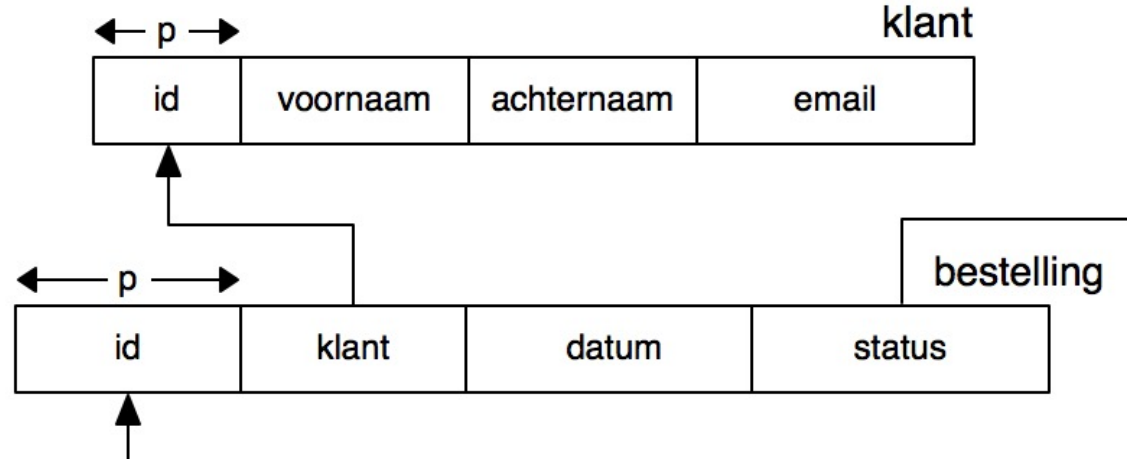 klant
p
id voornaam achternaam email
p
bestelling
id klant datum status